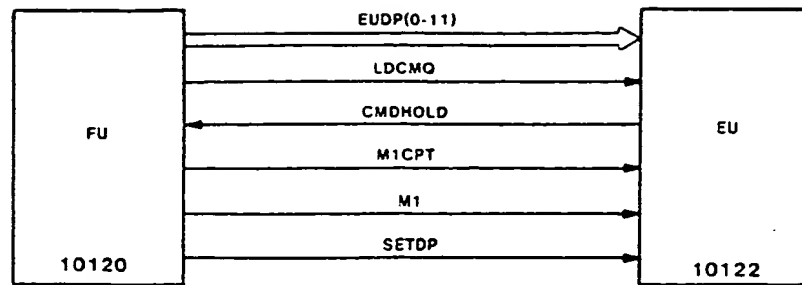 EUDP(0-11)
LDCMQ
CMDHOLD
FU
EU
M1CPT
M1
SETDP
10120
10122